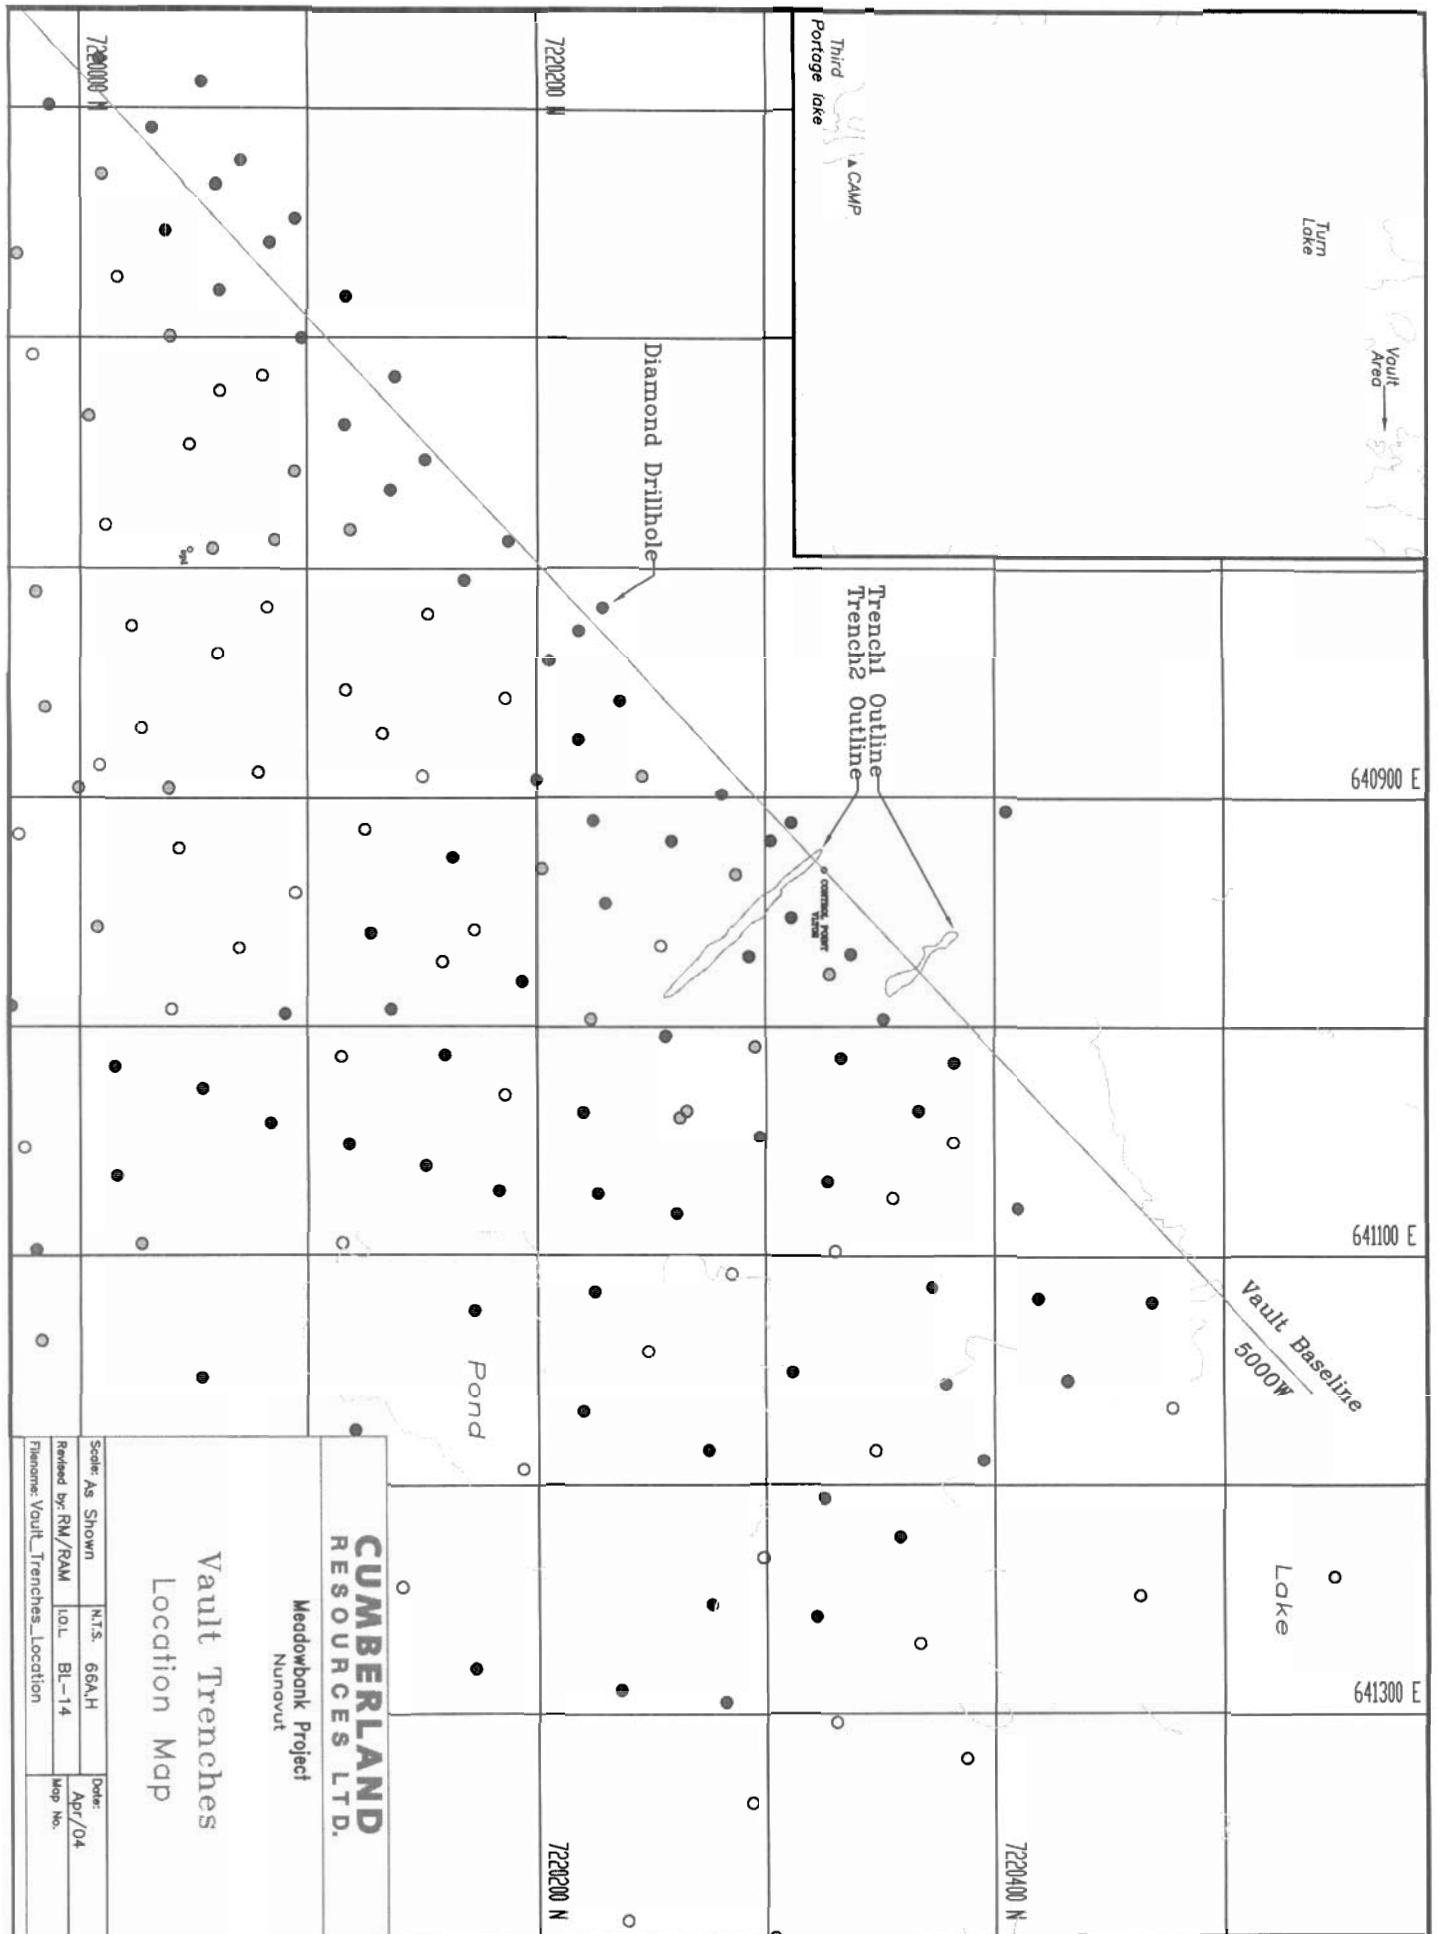 Third
Portage lake
▲ CAMP
Turn
Lake
Vault
Area
7220000 N
7220200 N
Diamond Drillhole
Trench1 Outline
Trench2 Outline
640900 E
CONTROL POINT
641100 E
Vault Baseline
5000W
Pond
Lake
641300 E
7220200 N
7220400 N
CUMBERLAND
RESOURCES LTD.
Meadowbank Project
Nunavut
Vault Trenches
Location Map
Scale: As Shown
N.T.S. 66A,H
Date:
Apr/04
Revised by: RM/RAM
I.O.L. BL-14
Map No.
Filename: Vault_Trenches_Location